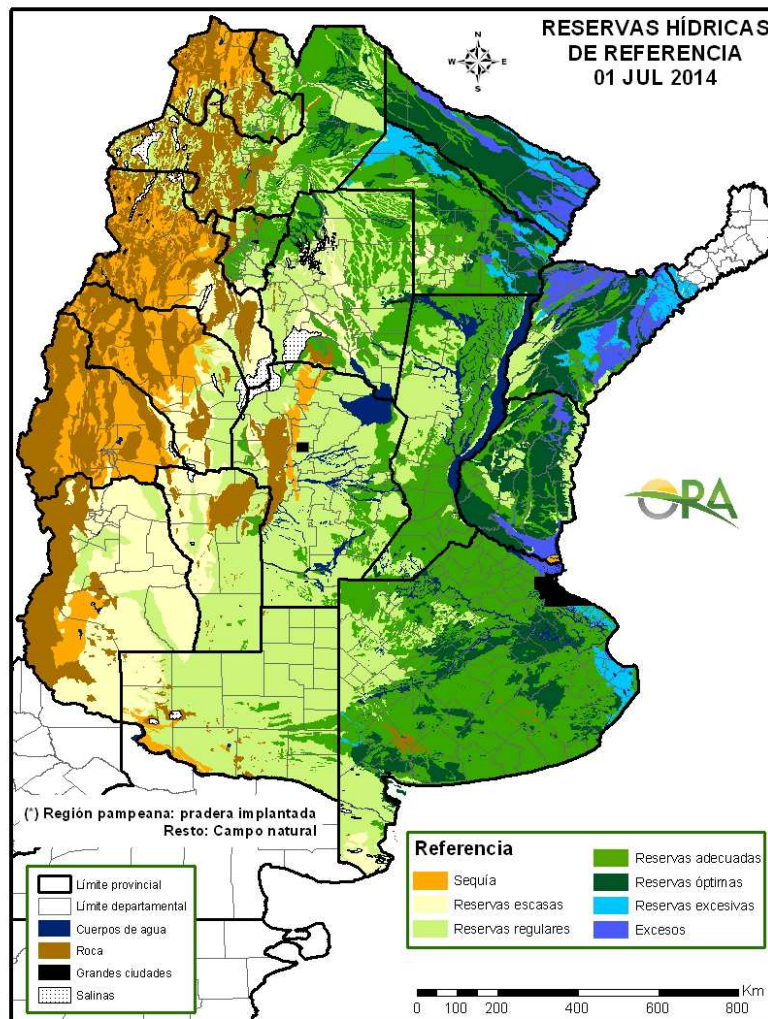 RESERVAS HÍDRICAS
DE REFERENCIA
01 JUL 2014
N
W E
S
ORA
(*) Región pampeana: pradera implantada
Resto: Campo natural
Límite provincial
Límite departamental
Cuerpos de agua
Roca
Grandes ciudades
Salinas
Referencia
Sequía
Reservas escasas
Reservas regulares
Reservas adecuadas
Reservas óptimas
Reservas excesivas
Excesos
Km
0 100 200 400 600 800